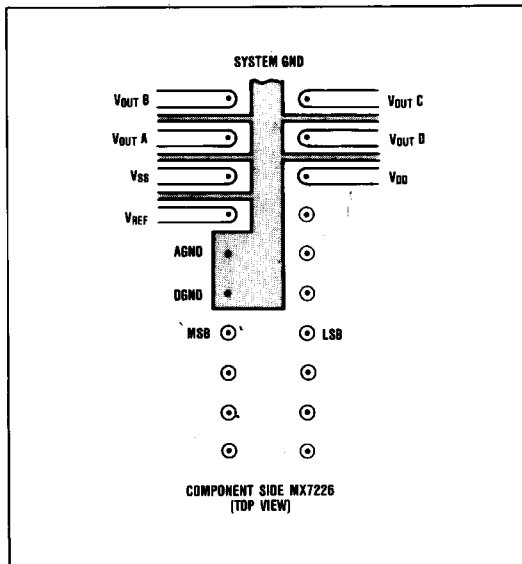 SYSTEM GND
VOUT B VOUT C
VOUT A VOUT D
VSS VDD
VREF
AGND
DGND
MSB LSB
COMPONENT SIDE MX7226
(TOP VIEW)